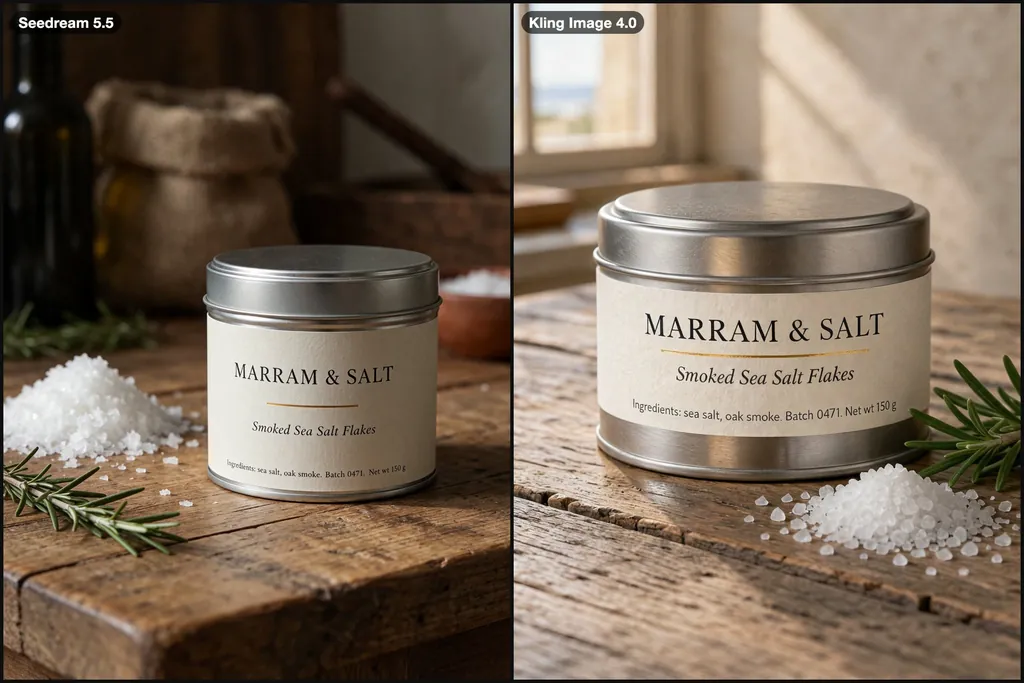 Seedream 5.5
MARRAM & SALT
Smoked Sea Salt Flakes
Ingredients: sea salt, oak smoke. Batch 0471. Net wt 150 g
Kling Image 4.0
MARRAM & SALT
Smoked Sea Salt Flakes
Ingredients: sea salt, oak smoke. Batch 0471. Net wt 150 g